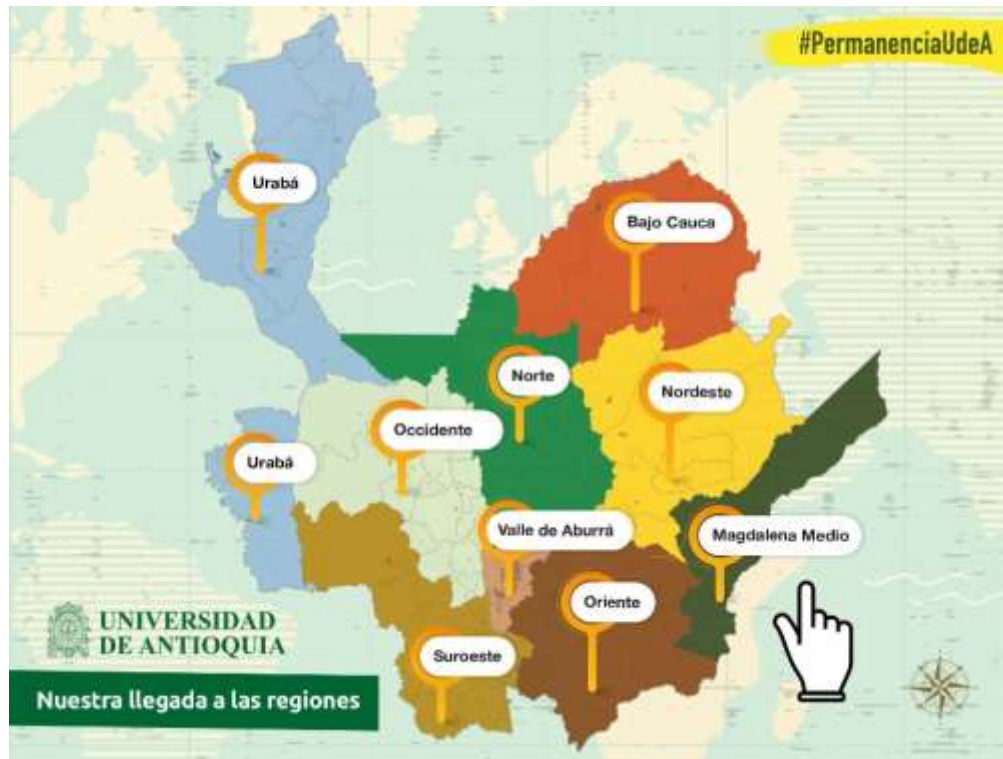 #PermanenciaUdeA
Urabá
Bajo Cauca
Norte
Nordeste
Occidente
Urabá
Valle de Aburrá
Magdalena Medio
Oriente
Suroeste
UNIVERSIDAD
DE ANTIOQUIA
Nuestra llegada a las regiones